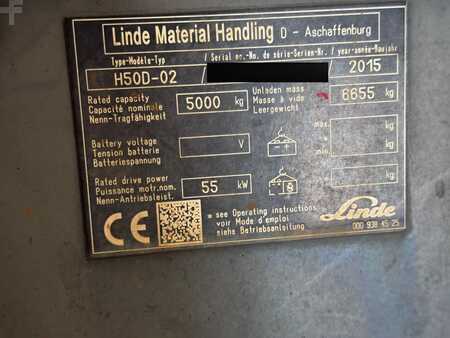 Linde Material Handling D - Aschaffenburg
Type-Modèle-Typ / Serial no.-No. de série-Serien-Nr. / year-année-Baujahr
H50D-02 2015
Rated capacity
Capacité nominale 5000 kg
Nenn-Tragfähigkeit
Unladen mass
Masse à vide 6655 kg
Leergewicht
Battery voltage
Tension batterie V
Batteriespannung
max. kg
min. kg
Rated drive power
Puissance motr.nom. 55 kW
Nenn-Antriebsleist.
kg
CE
* see Operating instructions
voir Mode d'emploi
siehe Betriebsanleitung
Linde
000 938 45 25